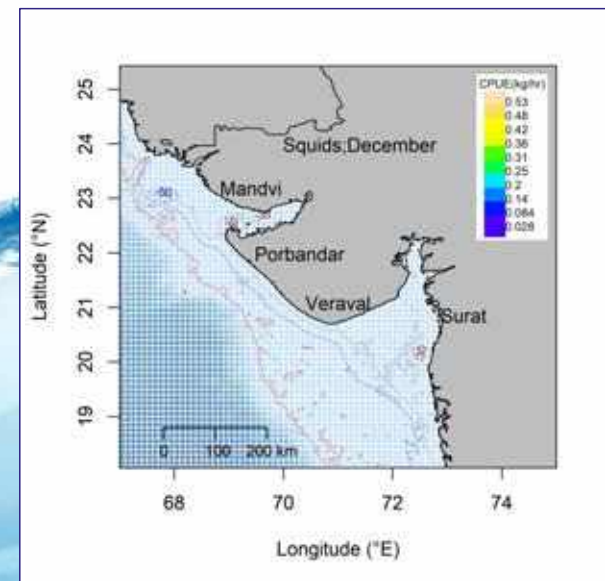 CPUE(kg/hr)
0.53
0.48
0.42
0.36
0.31
0.25
0.2
0.14
0.084
0.028
Squids;December
Mandvi
-50
Porbandar
Veraval
Surat
0 100 200 km
25
24
23
22
21
20
19
Latitude (°N)
68 70 72 74
Longitude (°E)